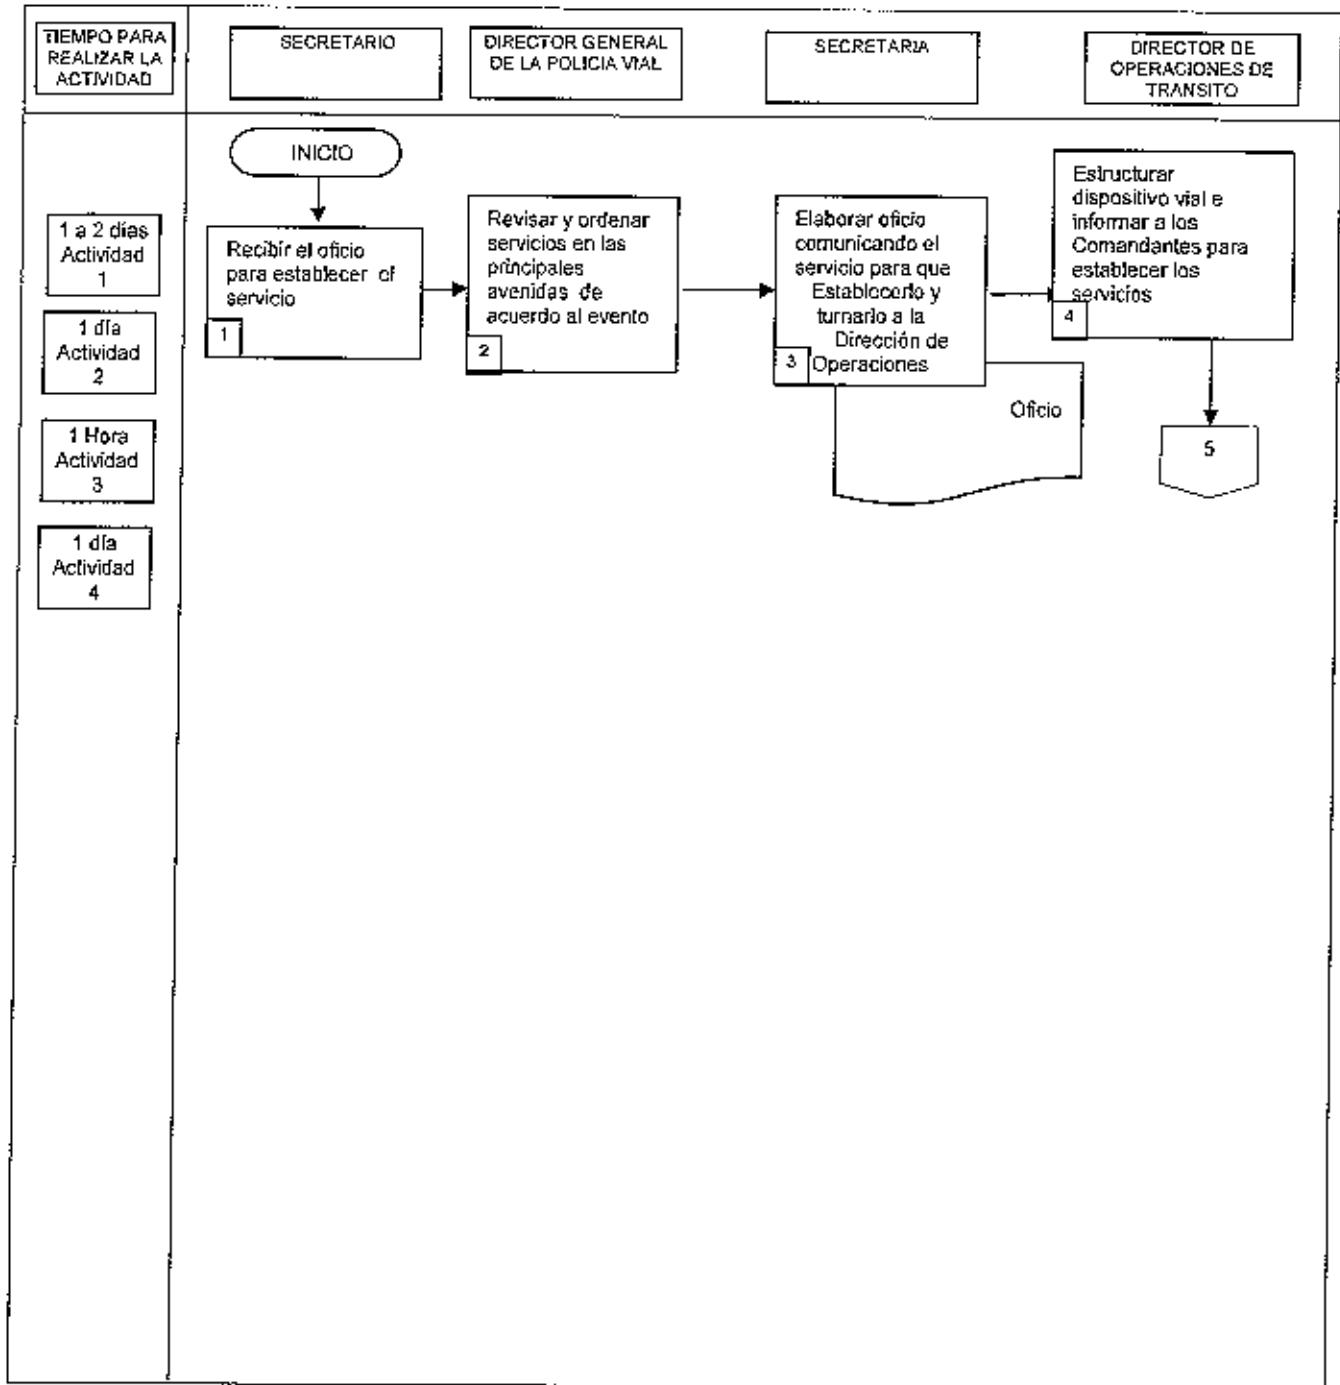 TIEMPO PARA
REALIZAR LA
ACTIVIDAD
SECRETARIO
DIRECTOR GENERAL
DE LA POLICIA VIAL
SECRETARIA
DIRECTOR DE
OPERACIONES DE
TRANSITO
INICIO
1 a 2 días
Actividad
1
1 día
Actividad
2
1 Hora
Actividad
3
1 día
Actividad
4
Recibir el oficio
para establecer el
servicio
1
Revisar y ordenar
servicios en las
principales
avenidas de
acuerdo al evento
2
Elaborar oficio
comunicando el
servicio para que
Establecerlo y
turnarlo a la
Dirección de
Operaciones
3
Oficio
Estructurar
dispositivo vial e
informar a los
Comandantes para
establecer los
servicios
4
5